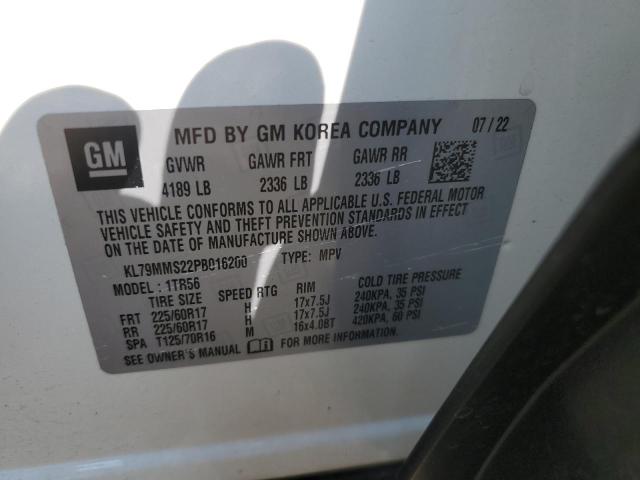 GM
MFD BY GM KOREA COMPANY 07 / 22
GVWR GAWR FRT GAWR RR
4189 LB 2336 LB 2336 LB
THIS VEHICLE CONFORMS TO ALL APPLICABLE U.S. FEDERAL MOTOR
VEHICLE SAFETY AND THEFT PREVENTION STANDARDS IN EFFECT
ON THE DATE OF MANUFACTURE SHOWN ABOVE.
KL79MMS22PB016260 TYPE: MPV
MODEL : 1TR56
TIRE SIZE SPEED RTG RIM COLD TIRE PRESSURE
FRT 225/60R17 H 17x7.5J 240KPA, 35 PSI
RR 225/60R17 H 17x7.5J 240KPA, 35 PSI
SPA T125/70R16 M 16x4.0BT 420KPA, 60 PSI
SEE OWNER'S MANUAL FOR MORE INFORMATION.